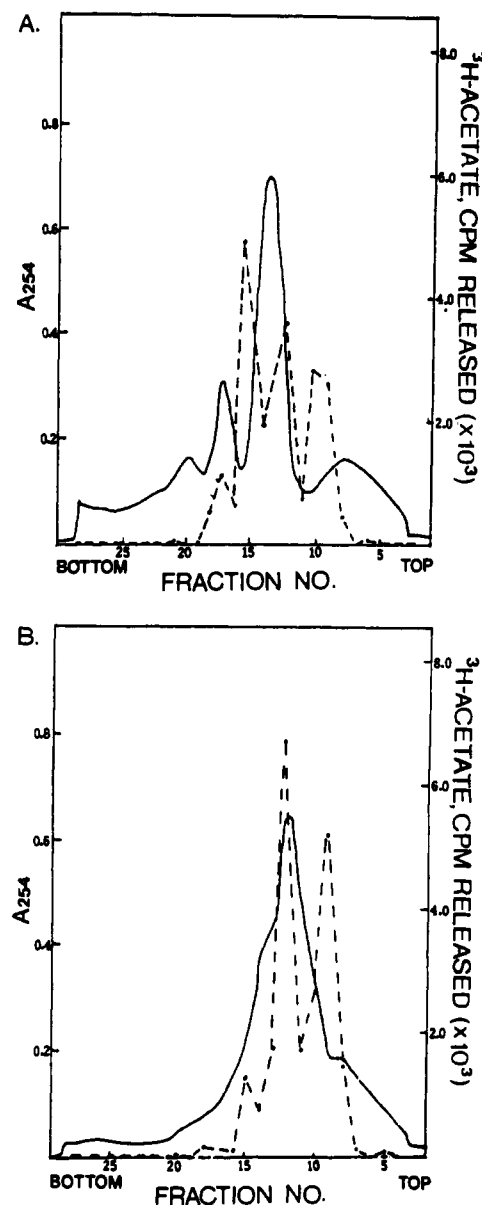 A.
0.8
0.6
0.4
0.2
A254
8.0
6.0
4.0
2.0
³H-ACETATE, CPM RELEASED (×10³)
25 20 15 10 5
BOTTOM TOP
FRACTION NO.
B.
0.8
0.6
0.4
0.2
A254
8.0
6.0
4.0
2.0
³H-ACETATE, CPM RELEASED (×10³)
25 20 15 10 5
BOTTOM TOP
FRACTION NO.